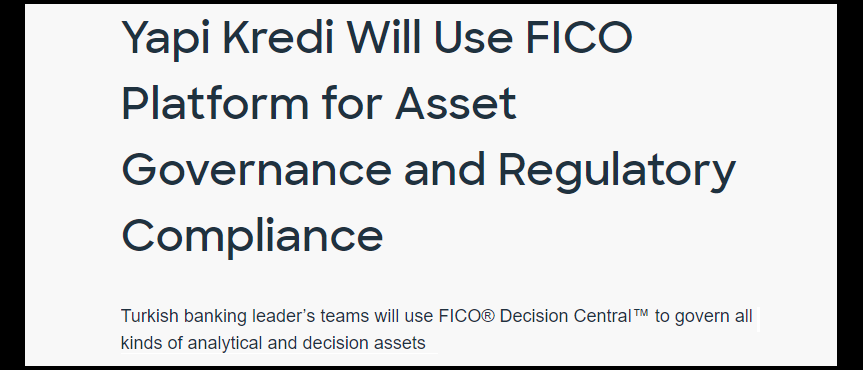 Yapi Kredi Will Use FICO
Platform for Asset
Governance and Regulatory
Compliance
Turkish banking leader’s teams will use FICO® Decision Central™ to govern all
kinds of analytical and decision assets